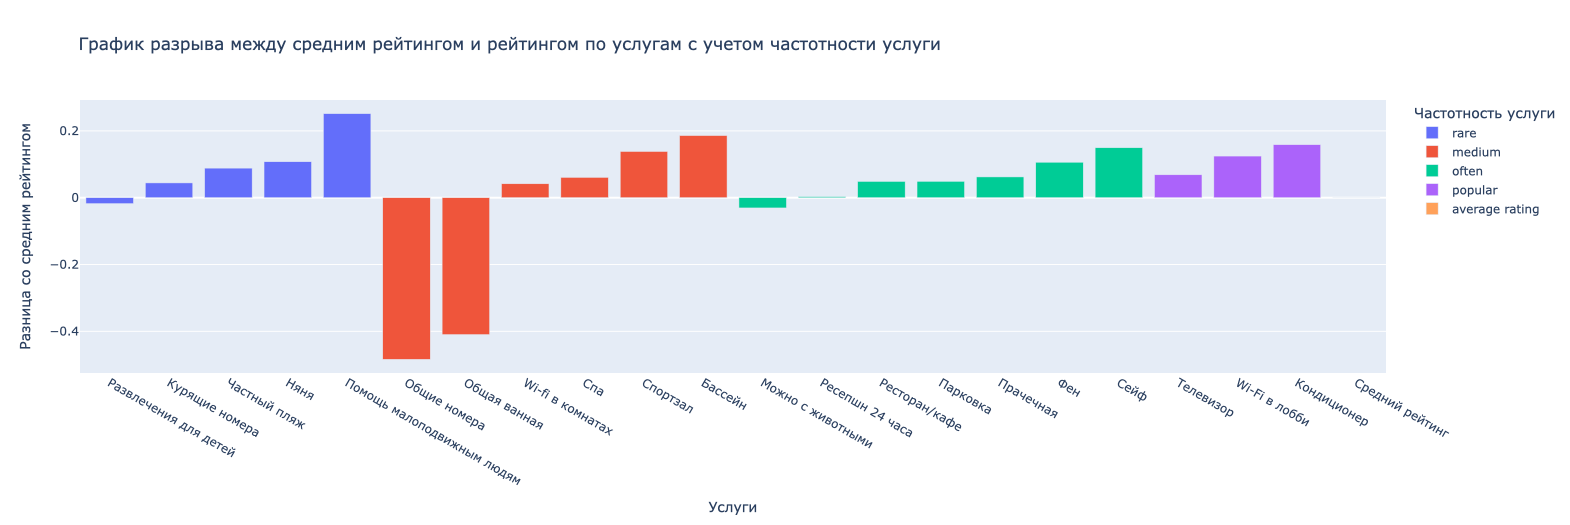 График разрыва между средним рейтингом и рейтингом по услугам с учетом частотности услуги
Разница со средним рейтингом
0.2
0
−0.2
−0.4
Развлечения для детей
Курящие номера
Частный пляж
Няня
Помощь малоподвижным людям
Общие номера
Общая ванная
Wi-fi в комнатах
Спа
Спортзал
Бассейн
Можно с животными
Ресепшн 24 часа
Ресторан/кафе
Парковка
Прачечная
Фен
Сейф
Телевизор
Wi-Fi в лобби
Кондиционер
Средний рейтинг
Услуги
Частотность услуги
rare
medium
often
popular
average rating